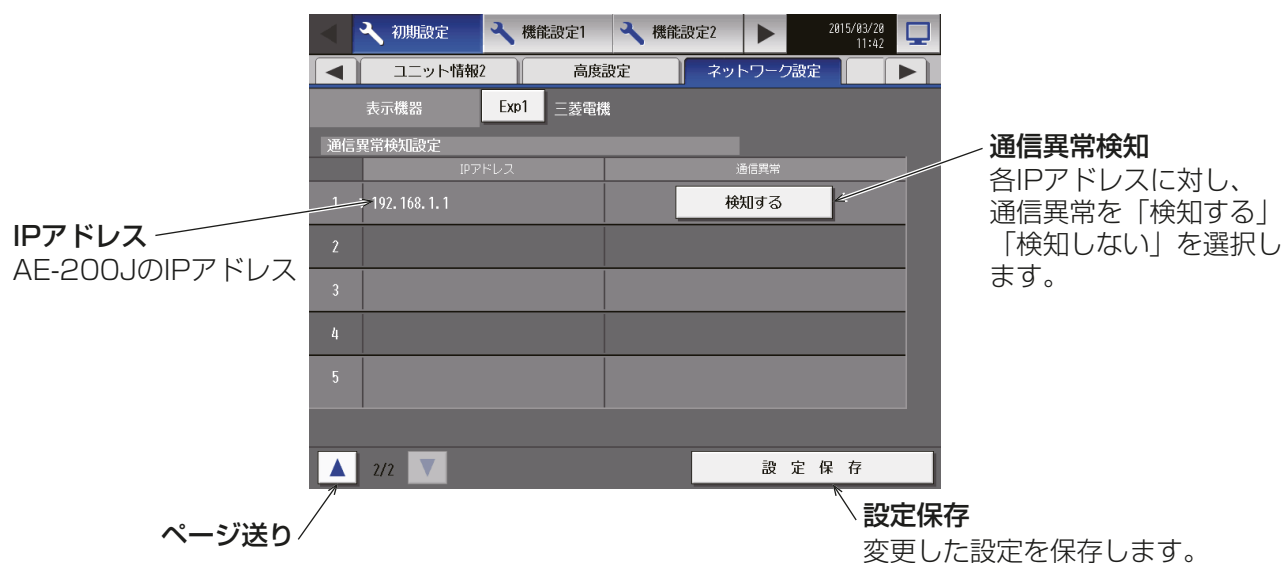 初期設定
機能設定1
機能設定2
2015/03/20
11:42
ユニット情報2
高度設定
ネットワーク設定
表示機器
Exp1
三菱電機
通信異常検知設定
IPアドレス
通信異常
1
192.168.1.1
検知する
2
3
4
5
2/2
設 定 保 存
IPアドレス
AE-200JのIPアドレス
通信異常検知
各IPアドレスに対し、
通信異常を「検知する」
「検知しない」を選択し
ます。
ページ送り
設定保存
変更した設定を保存します。